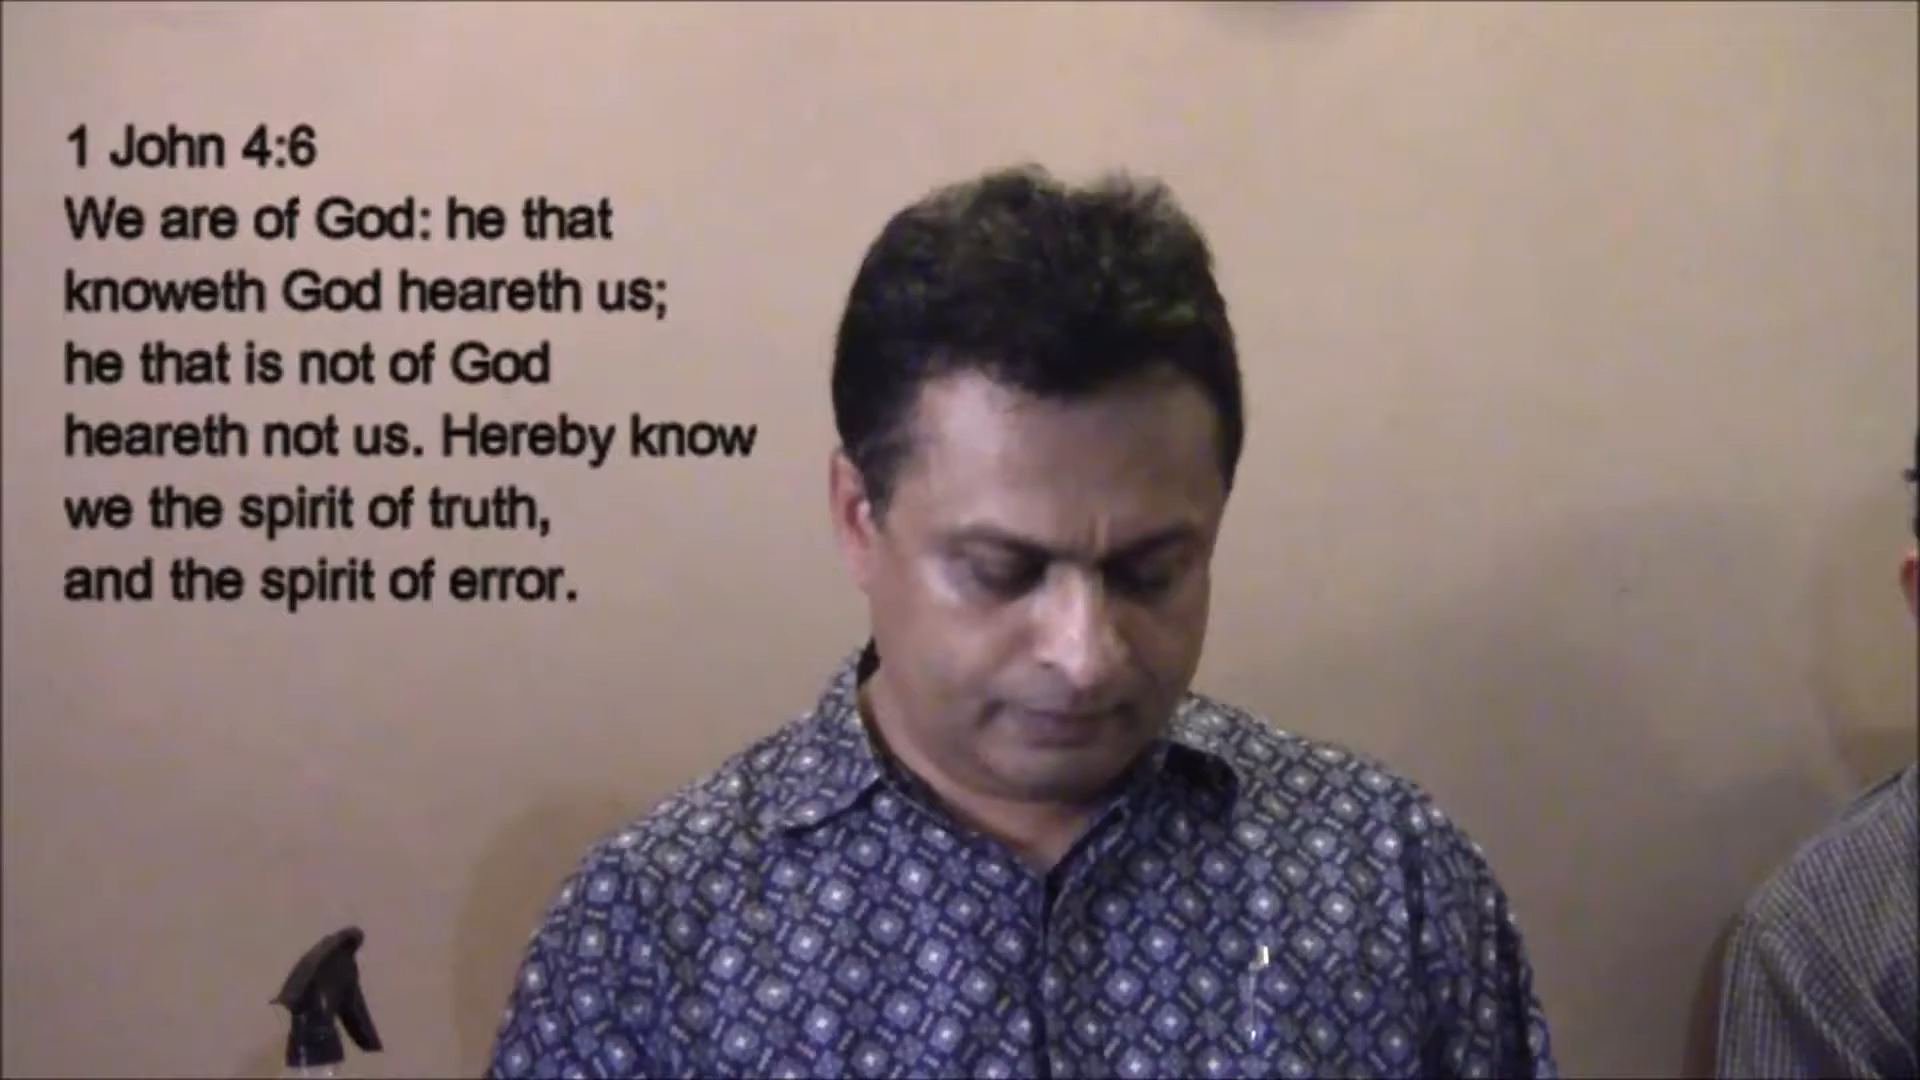 1 John 4:6
We are of God: he that
knoweth God heareth us;
he that is not of God
heareth not us. Hereby know
we the spirit of truth,
and the spirit of error.